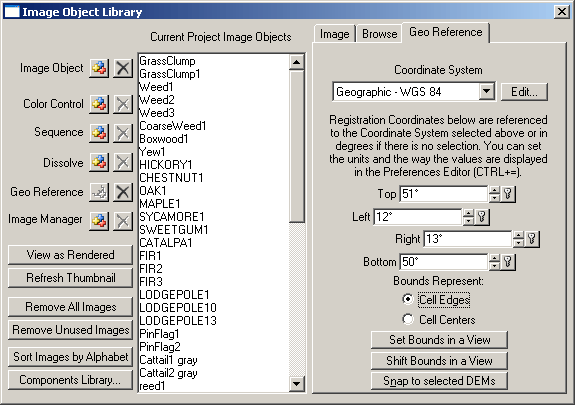 Image Object Library
Current Project Image Objects
Image Object
Color Control
Sequence
Dissolve
Geo Reference
Image Manager
View as Rendered
Refresh Thumbnail
Remove All Images
Remove Unused Images
Sort Images by Alphabet
Components Library...
GrassClump
GrassClump1
Weed1
Weed2
Weed3
CoarseWeed1
Boxwood1
Yew1
HICKORY1
CHESTNUT1
OAK1
MAPLE1
SYCAMORE1
SWEETGUM1
CATALPA1
FIR1
FIR2
FIR3
LODGEPOLE1
LODGEPOLE10
LODGEPOLE13
PinFlag1
PinFlag2
Cattail1 gray
Cattail2 gray
reed1
Image Browse Geo Reference
Coordinate System
Geographic - WGS 84 Edit...
Registration Coordinates below are referenced
to the Coordinate System selected above or in
degrees if there is no selection. You can set
the units and the way the values are displayed
in the Preferences Editor (CTRL+=).
Top 51°
Left 12°
Right 13°
Bottom 50°
Bounds Represent:
Cell Edges
Cell Centers
Set Bounds in a View
Shift Bounds in a View
Snap to selected DEMs